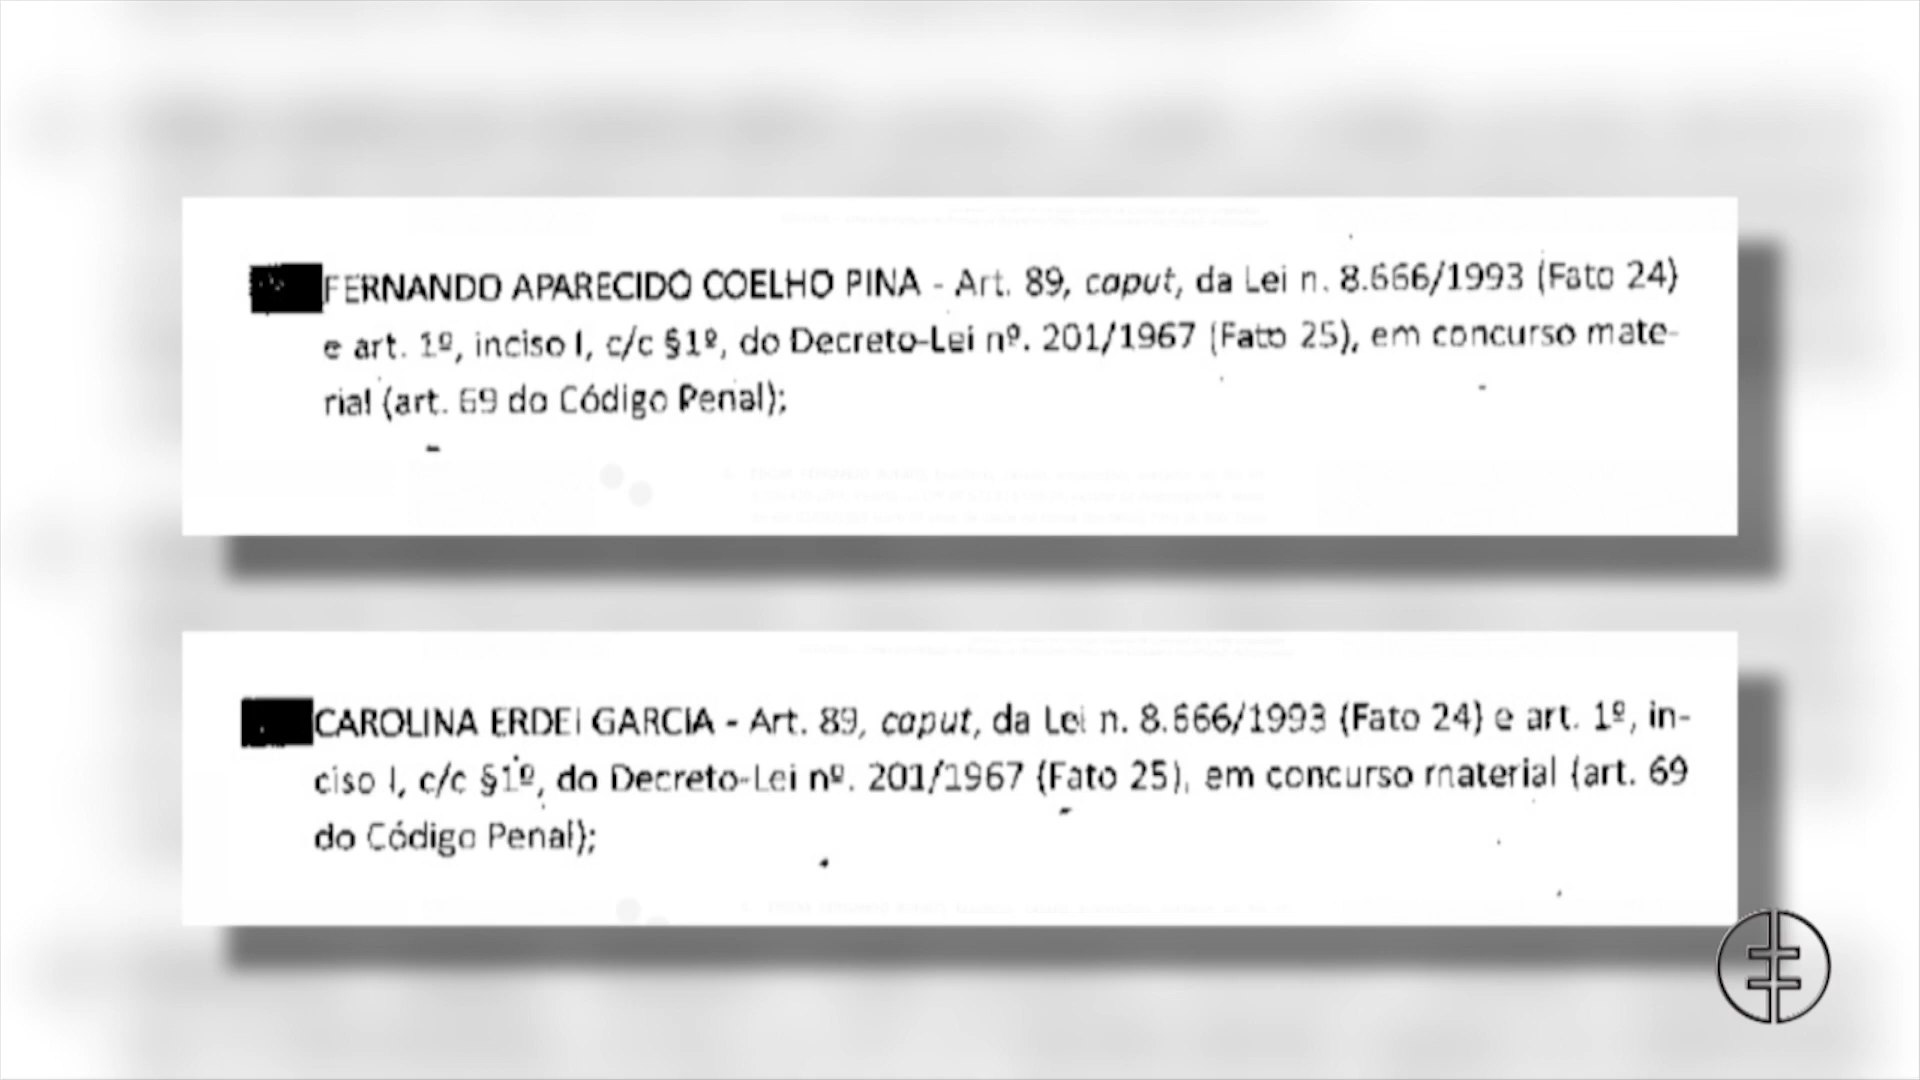 FERNANDO APARECIDO COELHO PINA - Art. 89, caput, da Lei n. 8.666/1993 (Fato 24)
e art. 1º, inciso I, c/c §1º, do Decreto-Lei nº. 201/1967 (Fato 25), em concurso mate-
rial (art. 69 do Código Penal);
CAROLINA ERDEI GARCIA - Art. 89, caput, da Lei n. 8.666/1993 (Fato 24) e art. 1º, in-
ciso I, c/c §1º, do Decreto-Lei nº. 201/1967 (Fato 25), em concurso material (art. 69
do Código Penal);